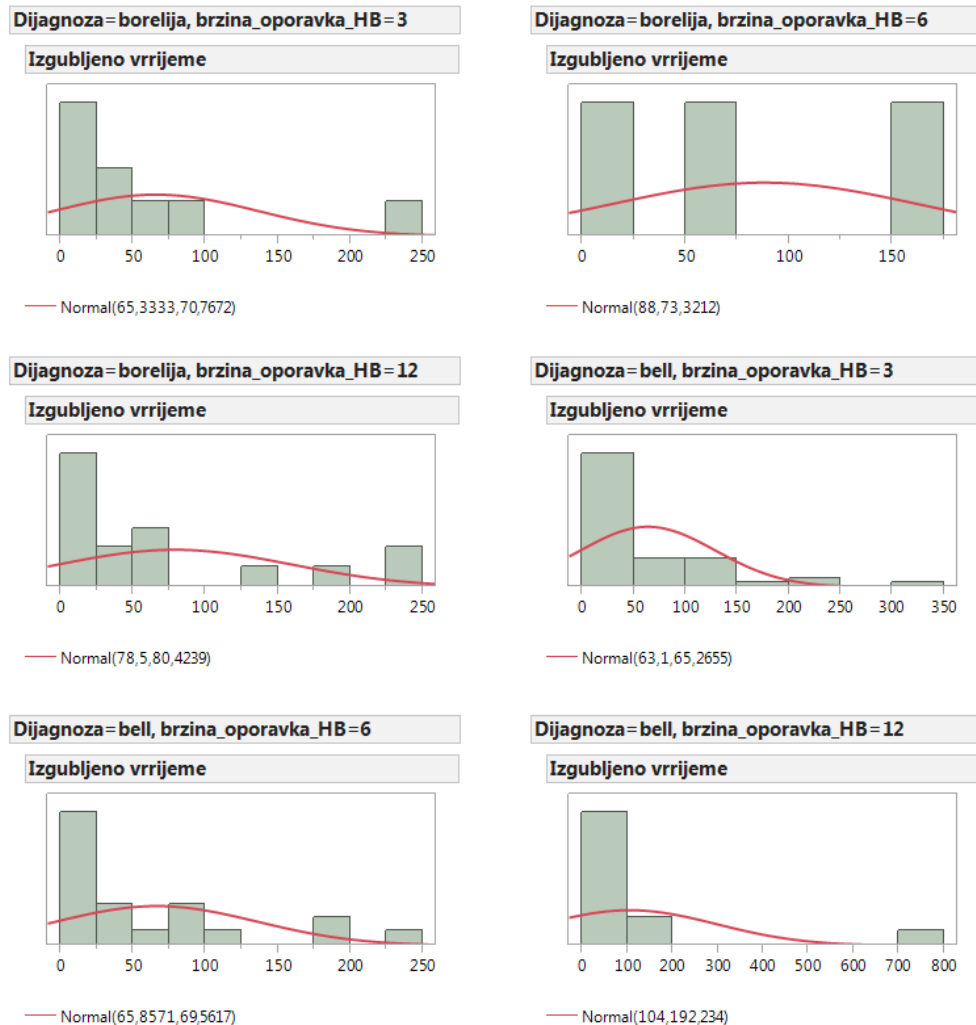 Dijagnoza=borelija, brzina_oporavka_HB=3
Izgubljeno vrrijeme
0 50 100 150 200 250
Normal(65,3333,70,7672)
Dijagnoza=borelija, brzina_oporavka_HB=6
Izgubljeno vrrijeme
0 50 100 150
Normal(88,73,3212)
Dijagnoza=borelija, brzina_oporavka_HB=12
Izgubljeno vrrijeme
0 50 100 150 200 250
Normal(78,5,80,4239)
Dijagnoza=bell, brzina_oporavka_HB=3
Izgubljeno vrrijeme
0 50 100 150 200 250 300 350
Normal(63,1,65,2655)
Dijagnoza=bell, brzina_oporavka_HB=6
Izgubljeno vrrijeme
0 50 100 150 200 250
Normal(65,8571,69,5617)
Dijagnoza=bell, brzina_oporavka_HB=12
Izgubljeno vrrijeme
0 100 200 300 400 500 600 700 800
Normal(104,192,234)